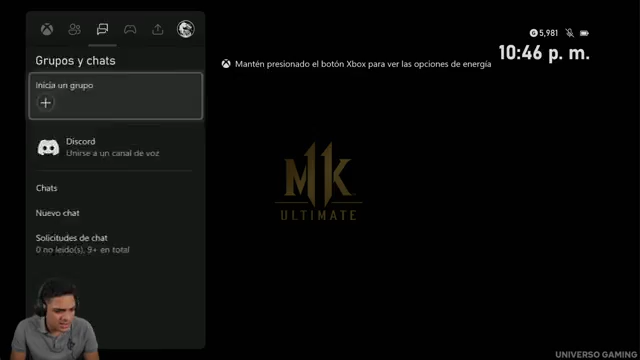 5,981
10:46 p. m.
Grupos y chats
Mantén presionado el botón Xbox para ver las opciones de energía
Inicia un grupo
Discord
Unirse a un canal de voz
MK
11
ULTIMATE
Chats
Nuevo chat
Solicitudes de chat
0 no leído(s), 9+ en total
UNIVERSO GAMING